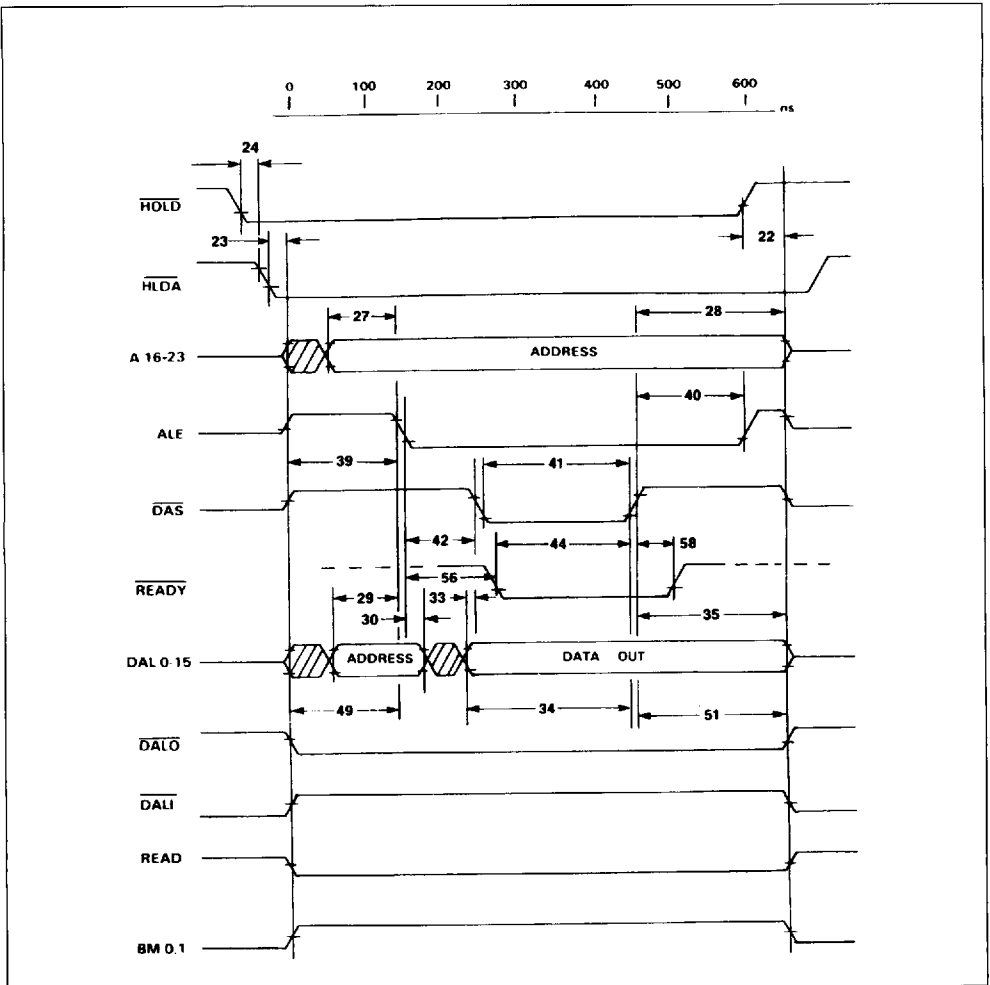 0 100 200 300 400 500 600
ns
24
HOLD
23
22
HLDA
27
28
A 16-23
ADDRESS
40
ALE
39
41
DAS
42
44
58
56
READY
29
33
30
35
DAL 0-15
ADDRESS
DATA OUT
49
34
51
DALO
DALI
READ
BM 0.1